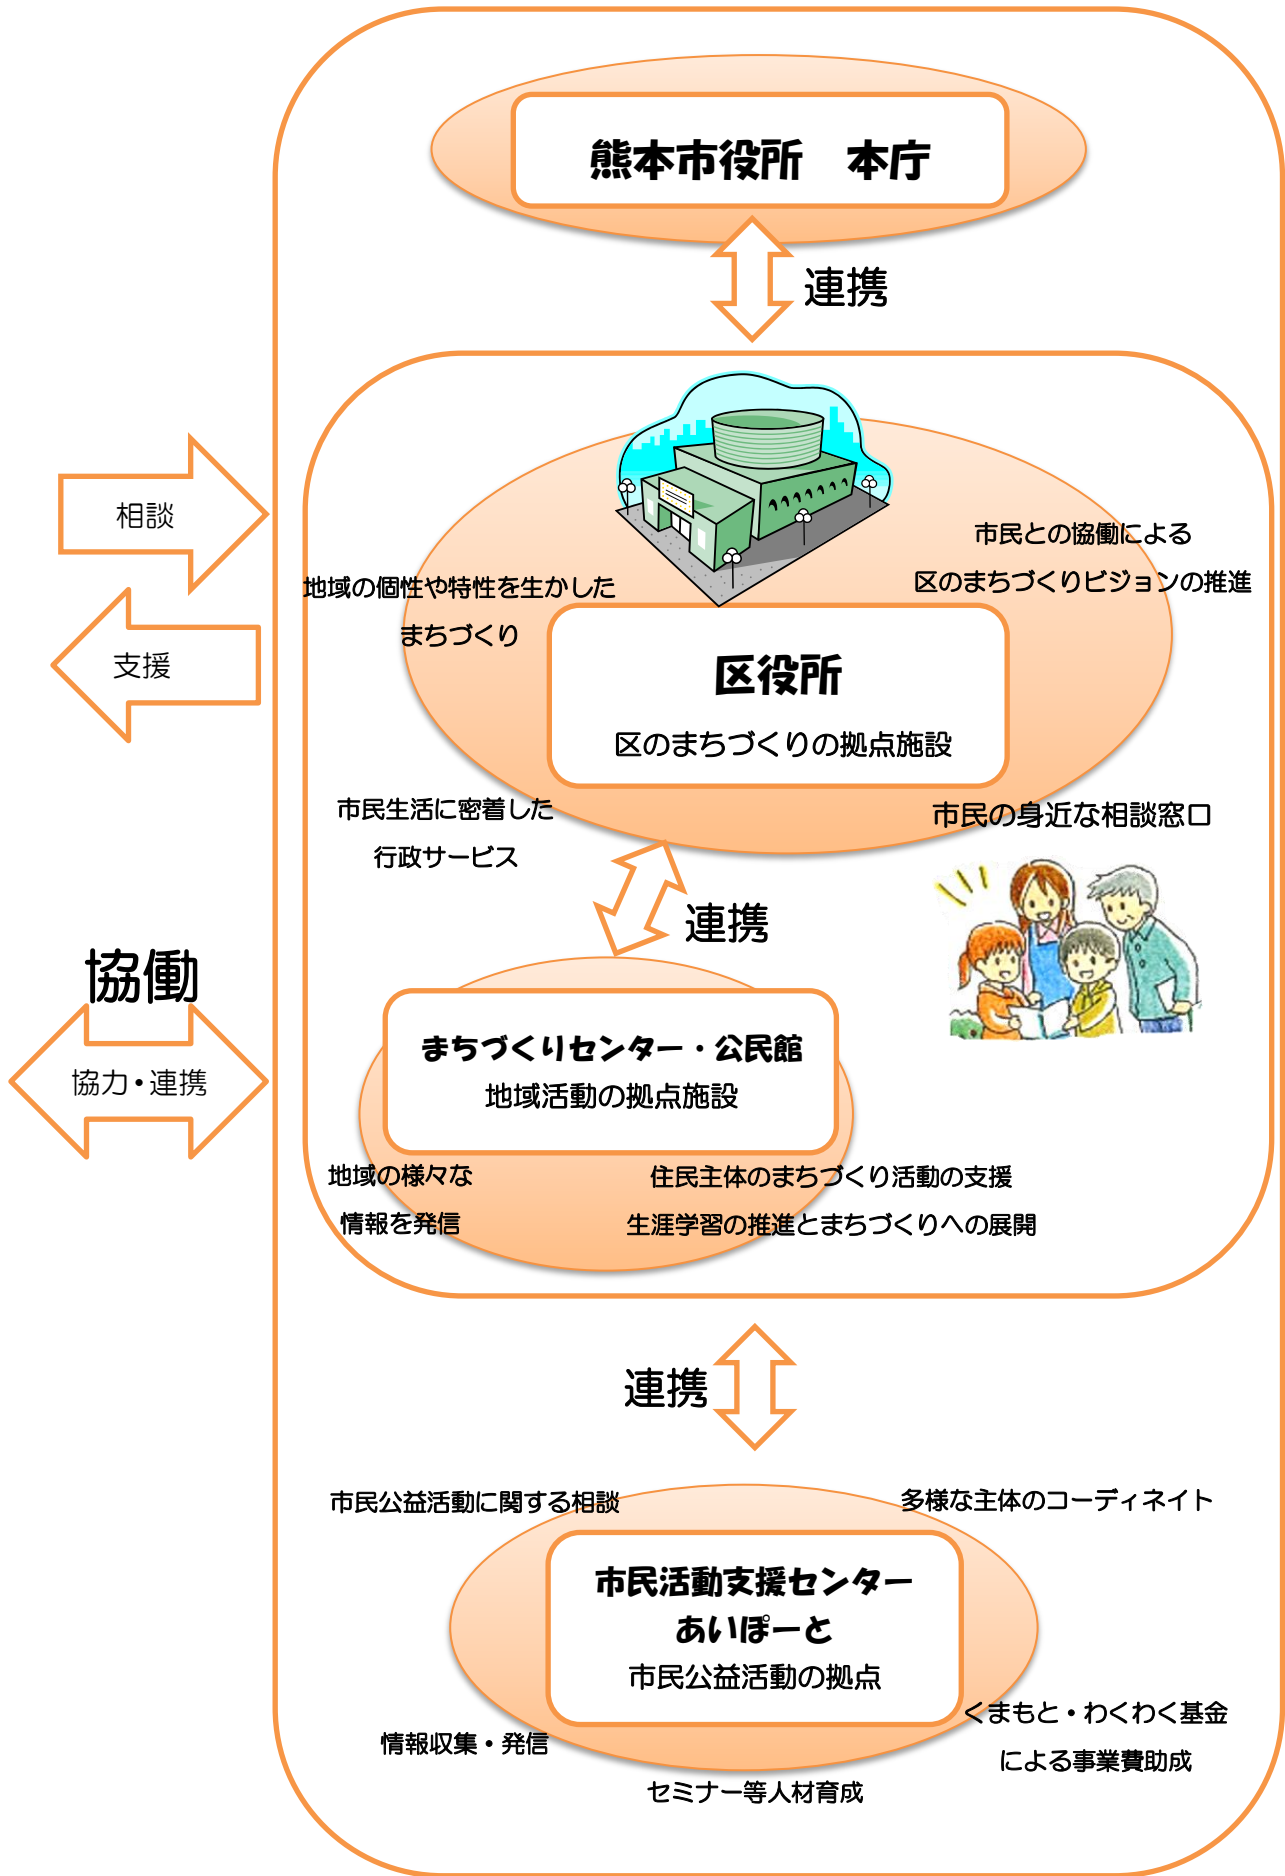 熊本市役所　本庁
連携
相談
支援
市民との協働による
区のまちづくりビジョンの推進
地域の個性や特性を生かした
まちづくり
区役所
区のまちづくりの拠点施設
市民生活に密着した
行政サービス
市民の身近な相談窓口
連携
協働
協力・連携
まちづくりセンター・公民館
地域活動の拠点施設
地域の様々な
情報を発信
住民主体のまちづくり活動の支援
生涯学習の推進とまちづくりへの展開
連携
市民公益活動に関する相談
多様な主体のコーディネイト
市民活動支援センター
あいぽーと
市民公益活動の拠点
情報収集・発信
くまもと・わくわく基金
による事業費助成
セミナー等人材育成